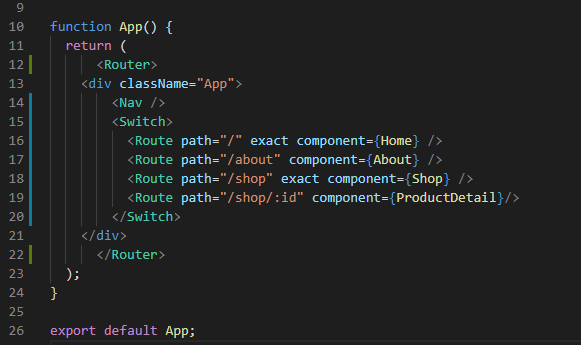 9
10 function App() {
11   return (
12       <Router>
13     <div className="App">
14         <Nav />
15         <Switch>
16           <Route path="/" exact component={Home} />
17           <Route path="/about" component={About} />
18           <Route path="/shop" exact component={Shop} />
19           <Route path="/shop/:id" component={ProductDetail}/>
20         </Switch>
21     </div>
22       </Router>
23   );
24 }
25
26 export default App;